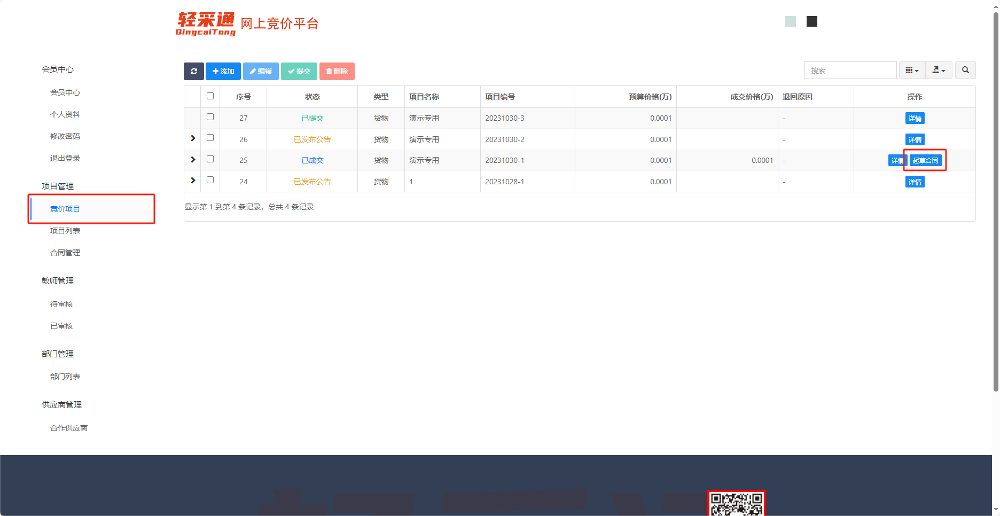 轻采通 网上竞价平台
QingcaiTong
会员中心
会员中心
个人资料
修改密码
退出登录
项目管理
竞价项目
项目列表
合同管理
教师管理
待审核
已审核
部门管理
部门列表
供应商管理
合作供应商
添加 编辑 提交 删除 搜索
序号 状态 类型 项目名称 项目编号 预算价格(万) 成交价格(万) 退回原因 操作
27 已提交 货物 演示专用 20231030-3 0.0001 - 详情
26 已发布公告 货物 演示专用 20231030-2 0.0001 - 详情
25 已成交 货物 演示专用 20231030-1 0.0001 0.0001 - 详情 起草合同
24 已发布公告 货物 1 20231028-1 0.0001 - 详情
显示第 1 到第 4 条记录，总共 4 条记录